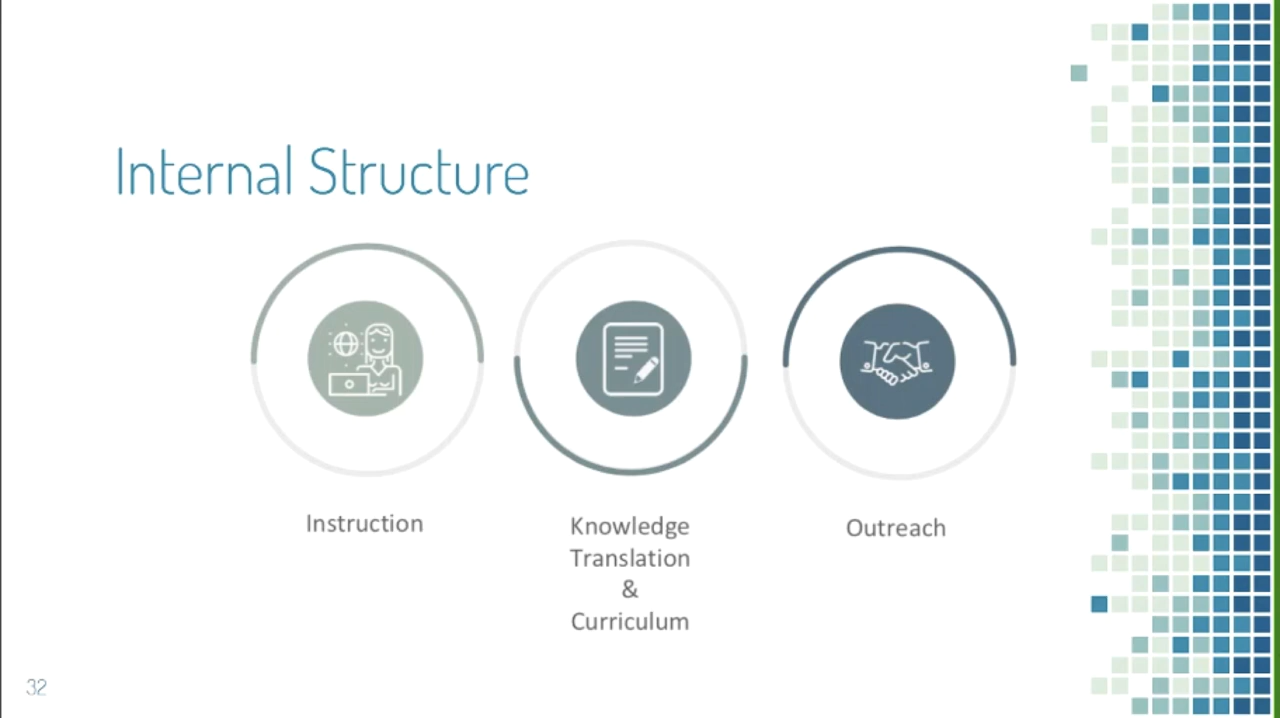 Internal Structure
Instruction
Knowledge
Translation
&
Curriculum
Outreach
32